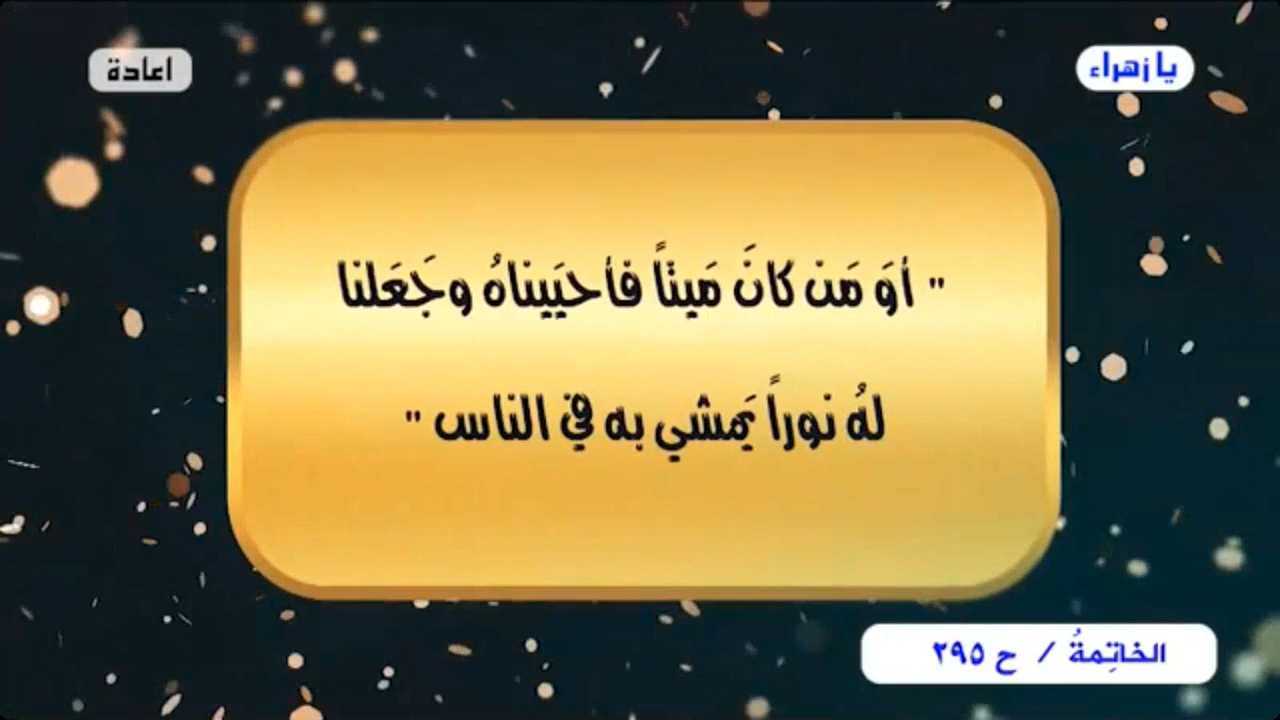 اعادة
يا زهراء
" أوَ مَن كانَ مَيتاً فأحيَيناهُ وجَعَلنا
لهُ نوراً يَمشي به في الناس "
الخاتِمةُ / ح ٢٩٥